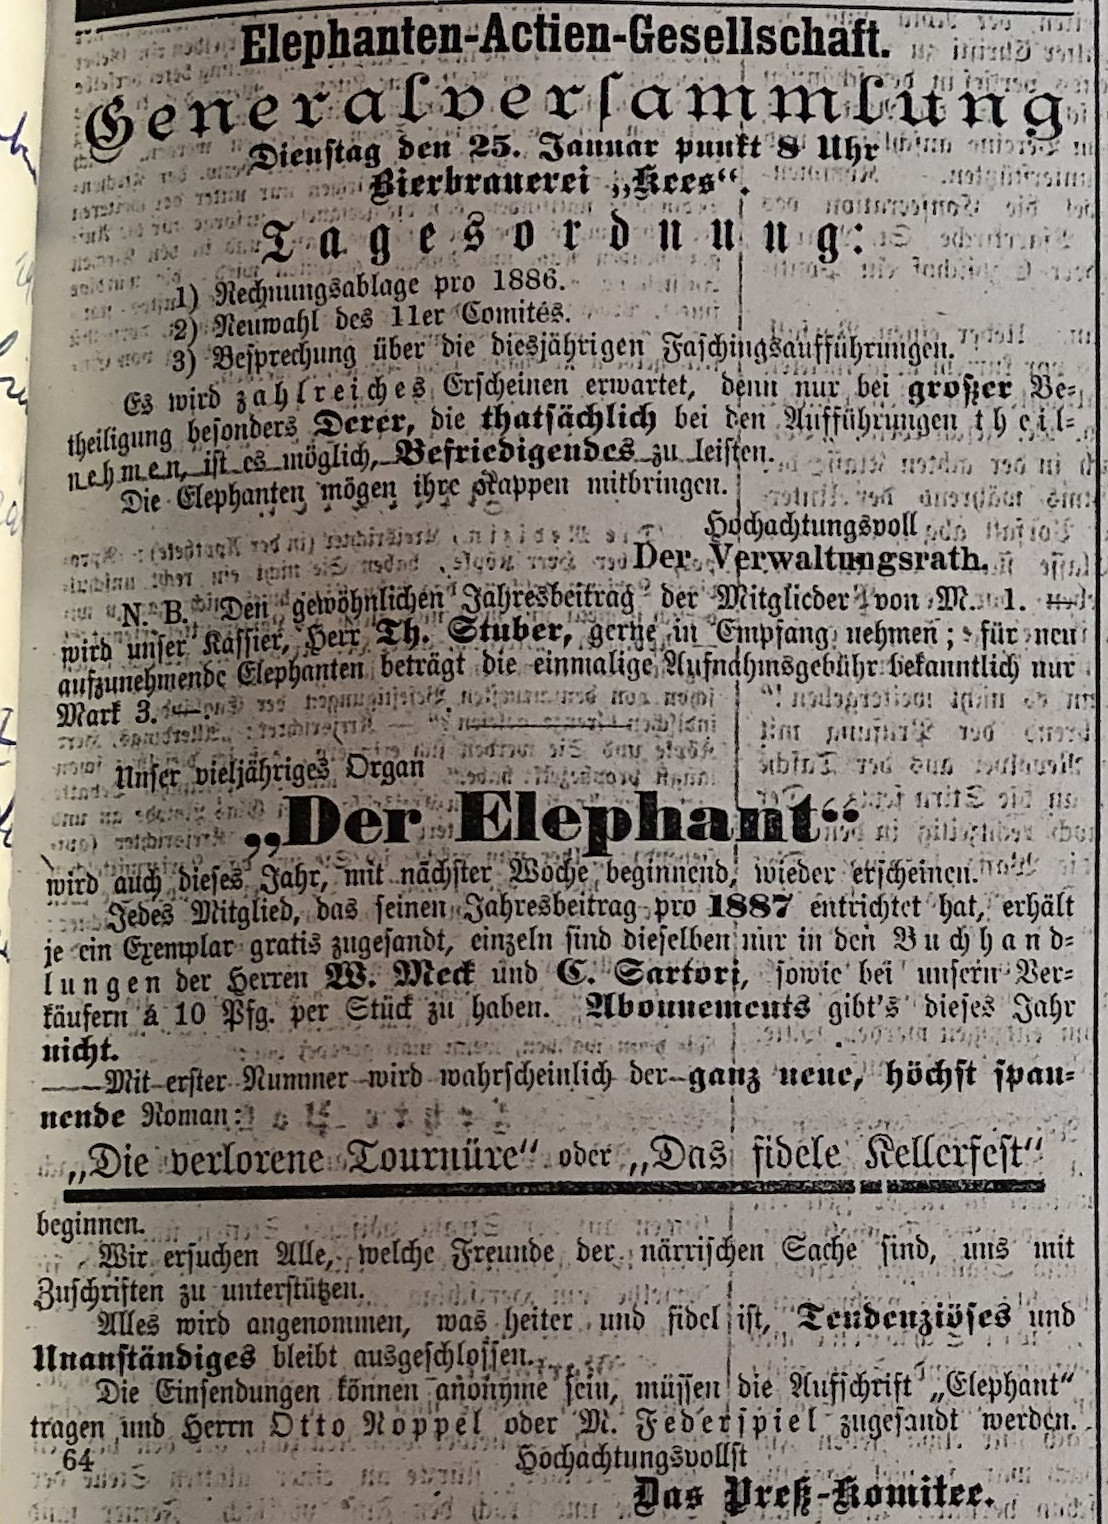 Elephanten-Actien-Gesellschaft.
Generalversammlung
Dienstag den 25. Januar punkt 8 Uhr
Bierbrauerei „Kees“.
Tagesordnung:
1) Rechnungsablage pro 1886.
2) Neuwahl des 11er Comités.
3) Besprechung über die diesjährigen Faschingsaufführungen.
Es wird zahlreiches Erscheinen erwartet, denn nur bei großer Be-
theiligung besonders Derer, die thatsächlich bei den Aufführungen theil-
nehmen, ist es möglich, Befriedigendes zu leisten.
Die Elephanten mögen ihre Kappen mitbringen.
Hochachtungsvoll
Der Verwaltungsrath.
N. B. Den gewöhnlichen Jahresbeitrag der Mitglieder von M. 1. —
wird unser Kassier, Herr Th. Stuber, gerne in Empfang nehmen; für neu
aufzunehmende Elephanten beträgt die einmalige Aufnahmsgebühr bekanntlich nur
Mark 3. —.
Unser vieljähriges Organ
„Der Elephant“
wird auch dieses Jahr, mit nächster Woche beginnend, wieder erscheinen.
Jedes Mitglied, das seinen Jahresbeitrag pro 1887 entrichtet hat, erhält
je ein Exemplar gratis zugesandt, einzeln sind dieselben nur in den Buchhand-
lungen der Herren W. Meck und C. Sartori, sowie bei unsern Ver-
käufern á 10 Pfg. per Stück zu haben. Abonnements gibt's dieses Jahr
nicht.
Mit erster Nummer wird wahrscheinlich der ganz neue, höchst span-
nende Roman:
„Die verlorene Tournüre“ oder „Das fidele Kellerfest“
beginnen.
Wir ersuchen Alle, welche Freunde der närrischen Sache sind, uns mit
Zuschriften zu unterstützen.
Alles wird angenommen, was heiter und fidel ist, Tendenziöses und
Unanständiges bleibt ausgeschlossen.
Die Einsendungen können anonyme sein, müssen die Aufschrift „Elephant“
tragen und Herrn Otto Noppel oder M. Federspiel zugesandt werden.
64 Hochachtungsvollst
Das Preß-Komitee.